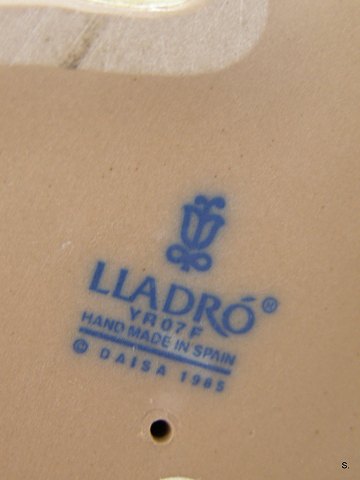 LLADRÓ®
YR07F
HAND MADE IN SPAIN
© DAISA 1985
S.